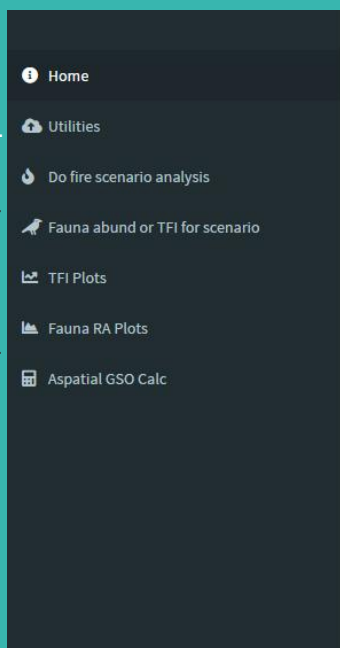 Home
Utilities
Do fire scenario analysis
Fauna abund or TFI for scenario
TFI Plots
Fauna RA Plots
Aspatial GSO Calc